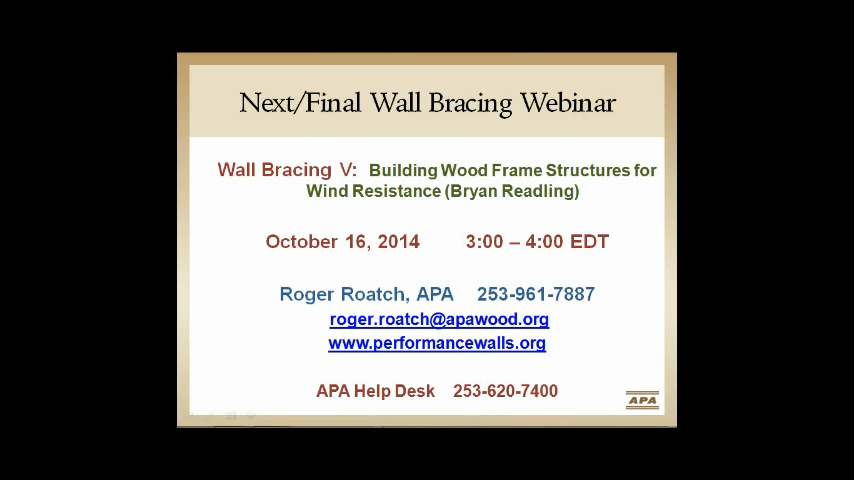 Next/Final Wall Bracing Webinar
Wall Bracing V: Building Wood Frame Structures for
Wind Resistance (Bryan Readling)
October 16, 2014 3:00 – 4:00 EDT
Roger Roatch, APA 253-961-7887
roger.roatch@apawood.org
www.performancewalls.org
APA Help Desk 253-620-7400
APA